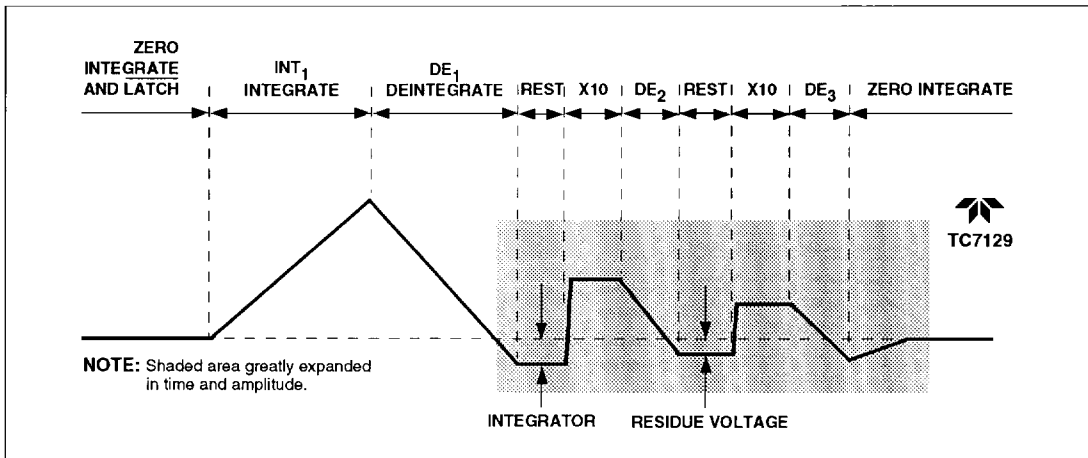 ZERO
INTEGRATE
AND LATCH
INT1
INTEGRATE
DE1
DEINTEGRATE
REST
X10
DE2
REST
X10
DE3
ZERO INTEGRATE
TC7129
NOTE: Shaded area greatly expanded
in time and amplitude.
INTEGRATOR
RESIDUE VOLTAGE